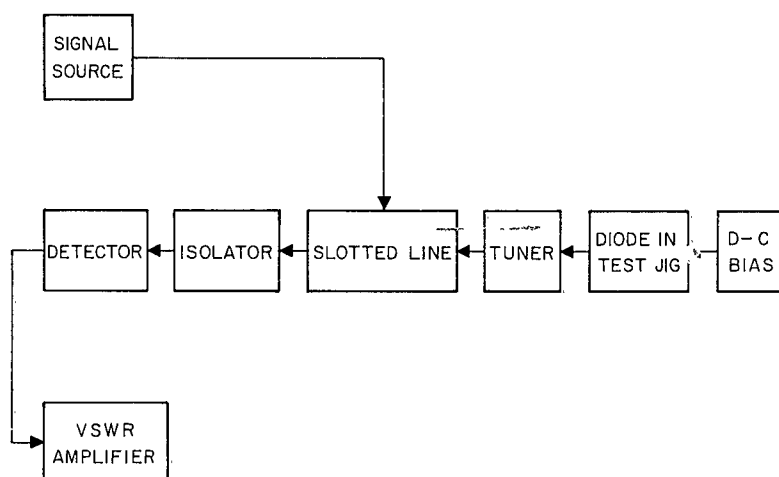 SIGNAL
SOURCE
DETECTOR
ISOLATOR
SLOTTED LINE
TUNER
DIODE IN
TEST JIG
D-C
BIAS
VSWR
AMPLIFIER